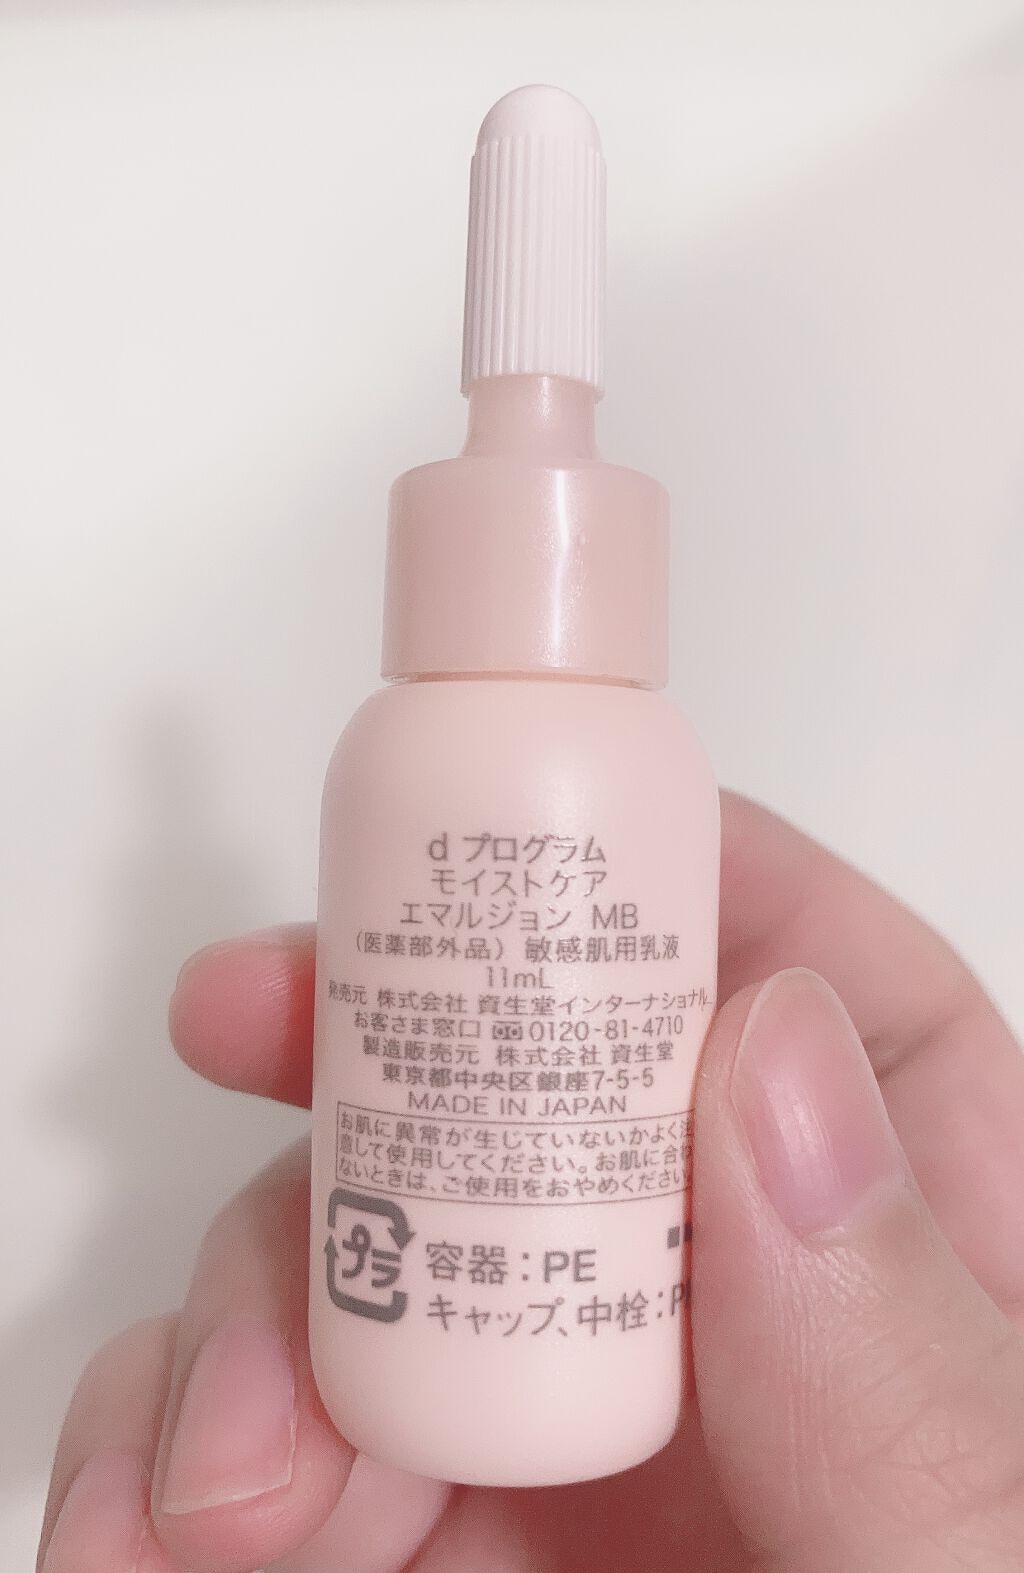 d プログラム
モイストケア
エマルジョン MB
（医薬部外品）敏感肌用乳液
11mL
発売元 株式会社 資生堂インターナショナル
お客さま窓口 0120-81-4710
製造販売元 株式会社 資生堂
東京都中央区銀座7-5-5
MADE IN JAPAN
お肌に異常が生じていないかよく注
意して使用してください。お肌に合わ
ないときは、ご使用をおやめください
プラ
容器：PE
キャップ、中栓：P